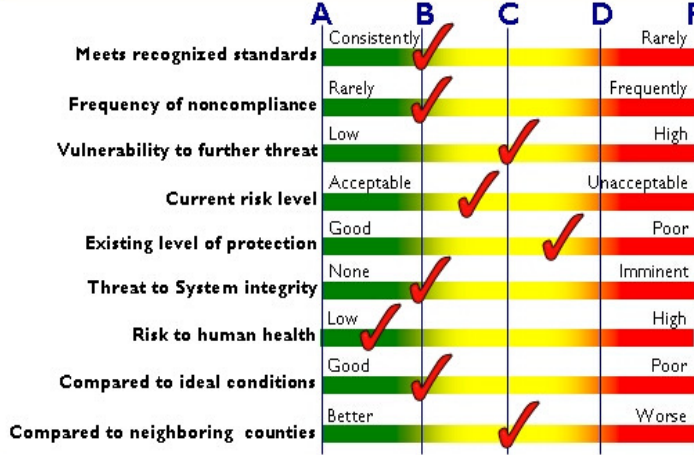 A B C D F
Consistently Rarely
Meets recognized standards
Rarely Frequently
Frequency of noncompliance
Low High
Vulnerability to further threat
Acceptable Unacceptable
Current risk level
Good Poor
Existing level of protection
None Imminent
Threat to System integrity
Low High
Risk to human health
Good Poor
Compared to ideal conditions
Better Worse
Compared to neighboring counties